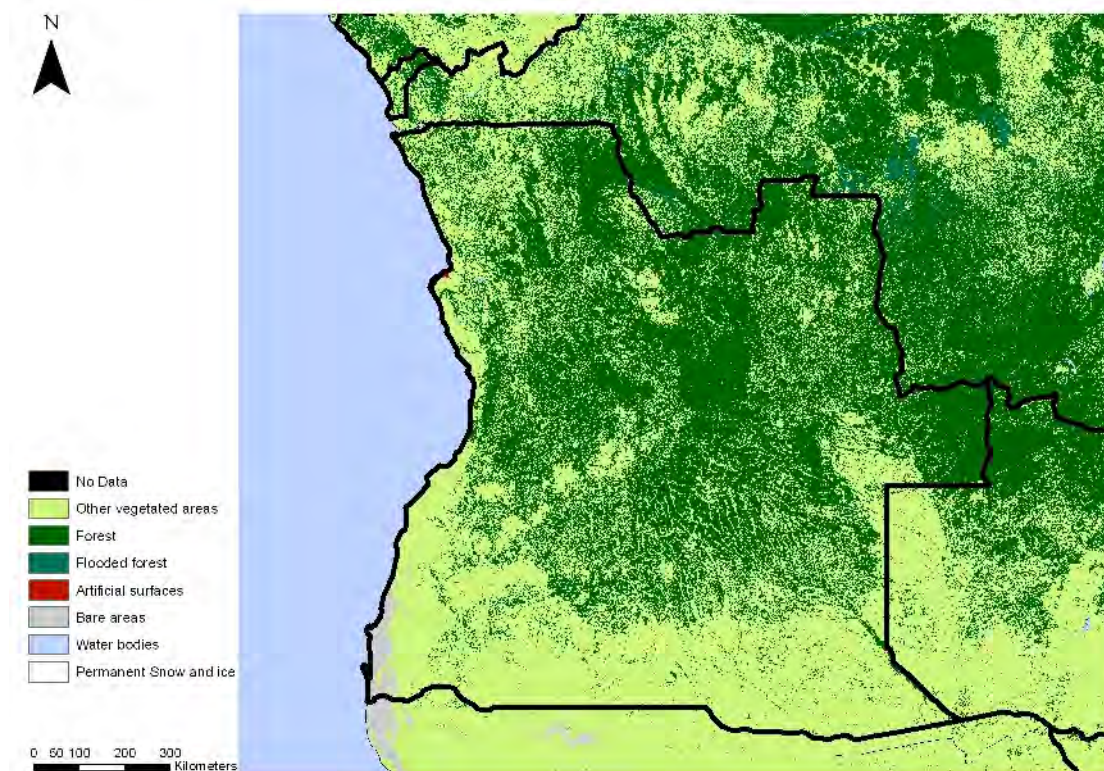 N
No Data
Other vegetated areas
Forest
Flooded forest
Artificial surfaces
Bare areas
Water bodies
Permanent Snow and ice
0 50 100 200 300
Kilometers